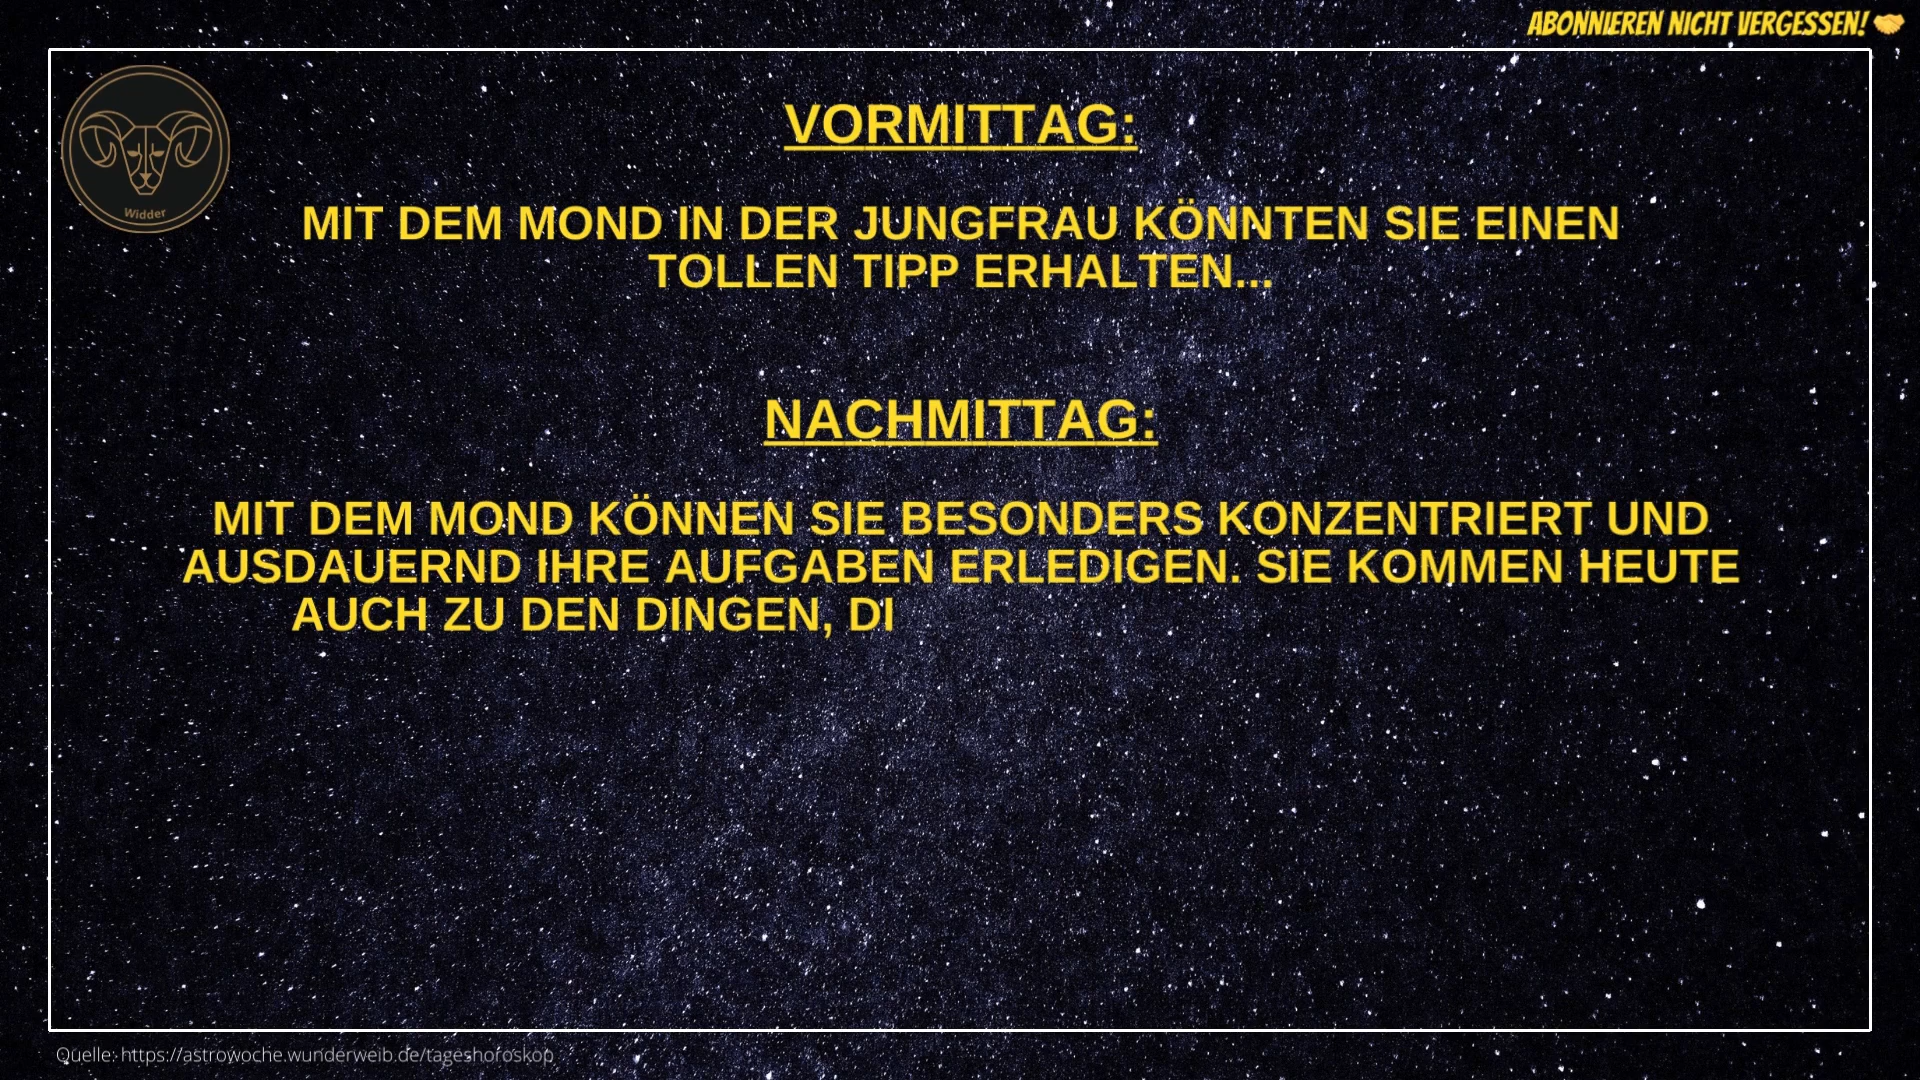 ABONNIEREN NICHT VERGESSEN!
Widder
VORMITTAG:
MIT DEM MOND IN DER JUNGFRAU KÖNNTEN SIE EINEN
TOLLEN TIPP ERHALTEN...
NACHMITTAG:
MIT DEM MOND KÖNNEN SIE BESONDERS KONZENTRIERT UND
AUSDAUERND IHRE AUFGABEN ERLEDIGEN. SIE KOMMEN HEUTE
AUCH ZU DEN DINGEN, DI
Quelle: https://astrowoche.wunderweib.de/tageshoroskop